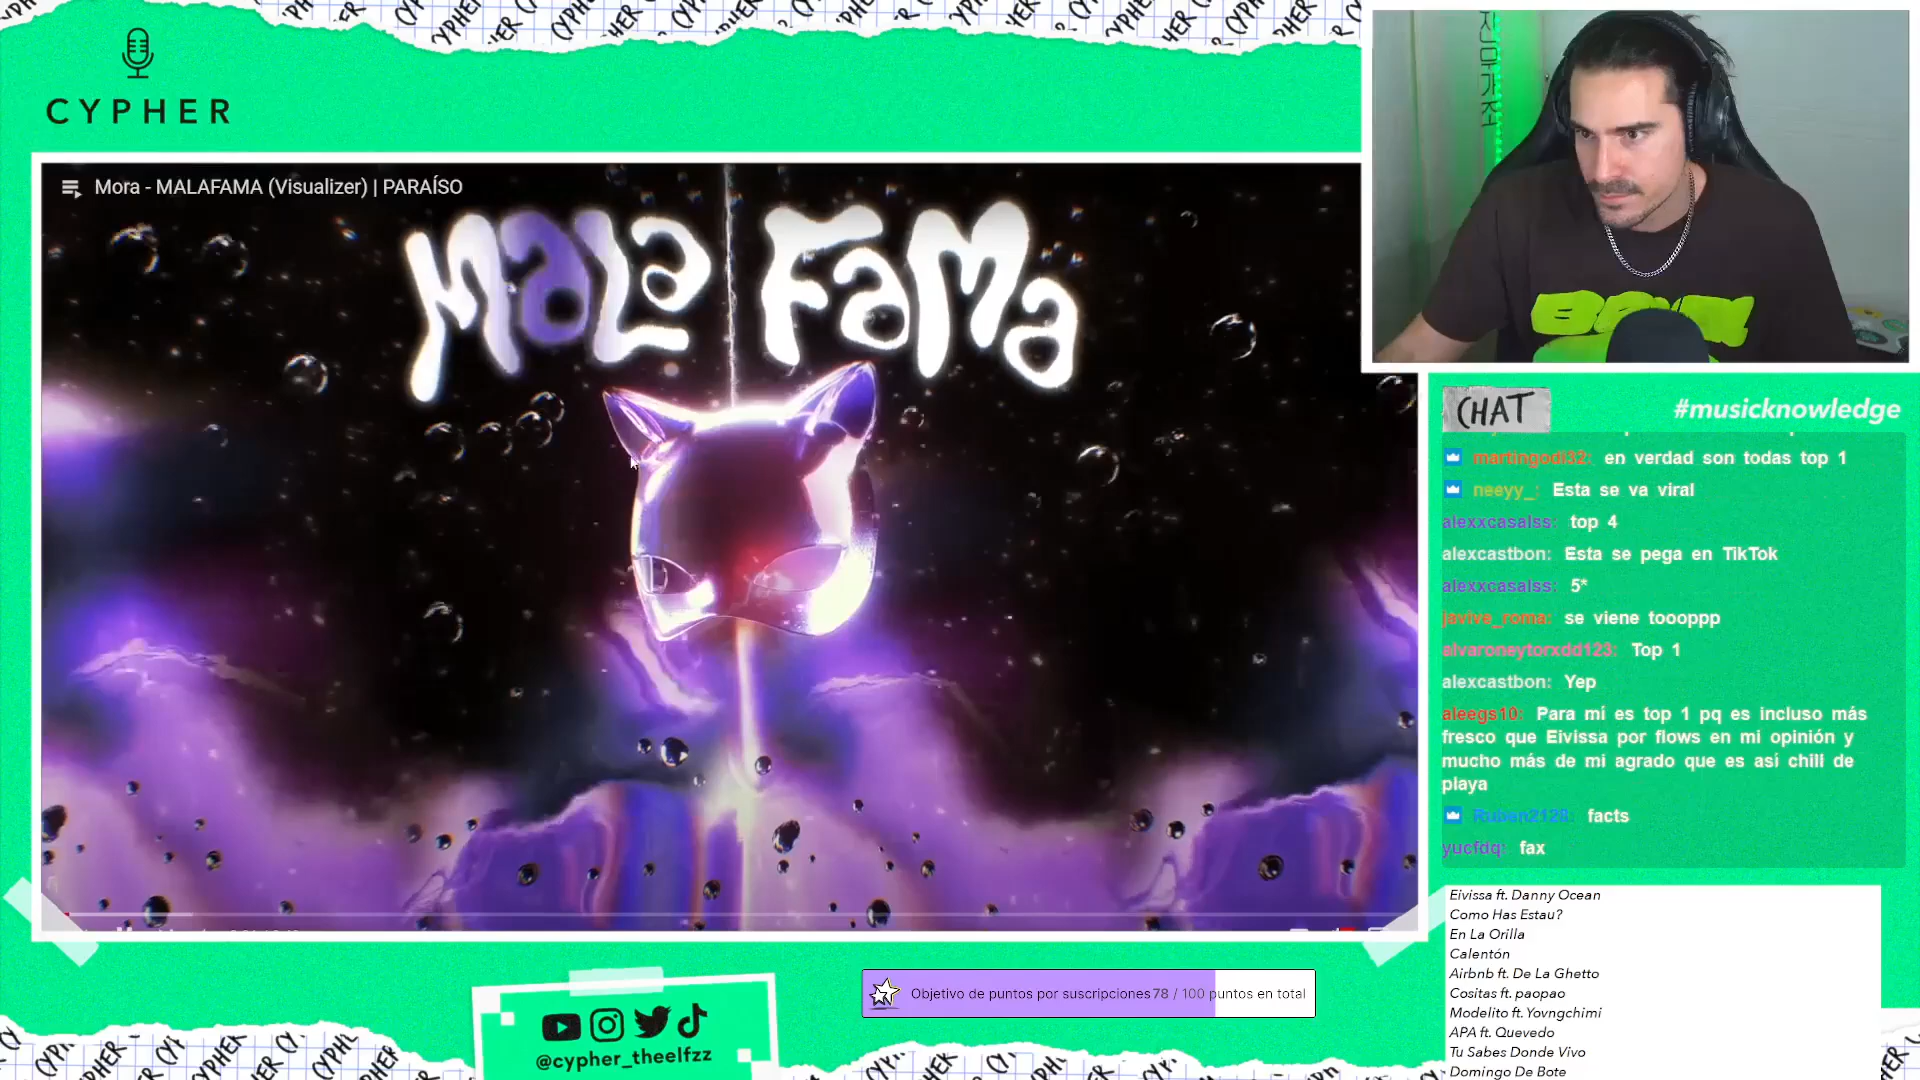 CYPHER
Mora - MALAFAMA (Visualizer) | PARAÍSO
MaLa FaMa
CHAT
#musicknowledge
martingodi32: en verdad son todas top 1
neeyy_: Esta se va viral
alexxcasalss: top 4
alexcastbon: Esta se pega en TikTok
alexxcasalss: 5*
javive_roma: se viene toooppp
alvaroneytorxdd123: Top 1
alexcastbon: Yep
aleegs10: Para mí es top 1 pq es incluso más
fresco que Eivissa por flows en mi opinión y
mucho más de mi agrado que es así chill de
playa
Ruben2128: facts
yucfdq: fax
Eivissa ft. Danny Ocean
Como Has Estau?
En La Orilla
Calentón
Airbnb ft. De La Ghetto
Cositas ft. paopao
Modelito ft. Yovngchimi
APA ft. Quevedo
Tu Sabes Donde Vivo
Domingo De Bote
Objetivo de puntos por suscripciones 78 / 100 puntos en total
@cypher_theelfzz